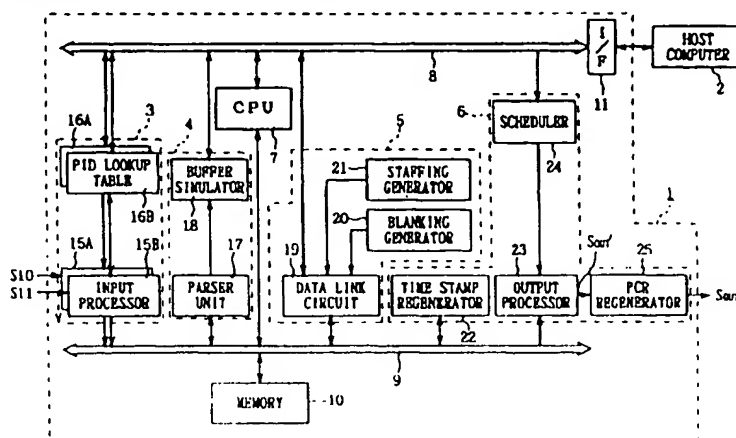 I / F
HOST COMPUTER
2
8
11
CPU
7
16A
3
4
PID LOOKUP TABLE
16B
BUFFER SIMULATOR
18
5
21
STAFFING GENERATOR
20
BLANKING GENERATOR
6
SCHEDULER
24
1
15A
15B
S10
S11
INPUT PROCESSOR
17
PARSER UNIT
19
DATA LINK CIRCUIT
TIME STAMP REGENERATOR
22
23
OUTPUT PROCESSOR
Sout'
25
PCR REGENERATOR
Sout
9
MEMORY
10